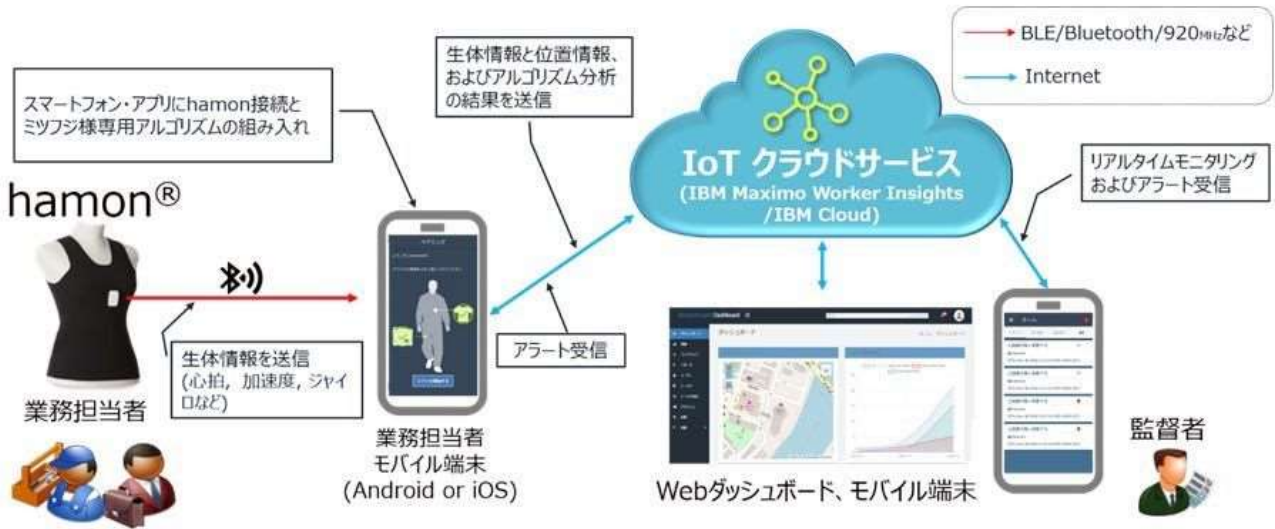 BLE/Bluetooth/920MHzなど
Internet
生体情報と位置情報、
およびアルゴリズム分析
の結果を送信
スマートフォン・アプリにhamon接続と
ミツフジ様専用アルゴリズムの組み入れ
IoT クラウドサービス
(IBM Maximo Worker Insights
/IBM Cloud)
リアルタイムモニタリング
およびアラート受信
hamon®
生体情報を送信
(心拍, 加速度, ジャイ
ロなど)
アラート受信
業務担当者
業務担当者
モバイル端末
(Android or iOS)
Dashboard
ダッシュボード
ホーム
Webダッシュボード、モバイル端末
監督者